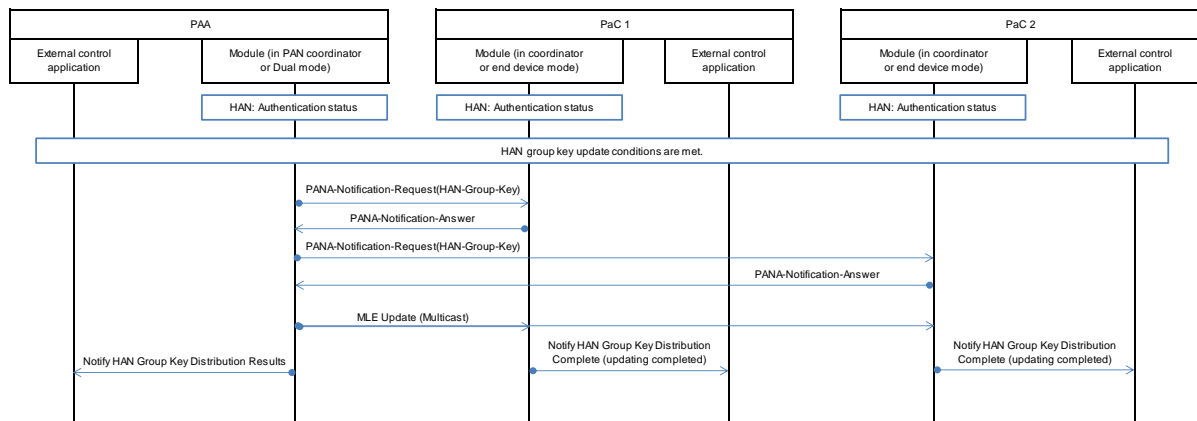 PAA
PaC 1
PaC 2
External control
application
Module (in PAN coordinator
or Dual mode)
Module (in coordinator
or end device mode)
External control
application
Module (in coordinator
or end device mode)
External control
application
HAN: Authentication status
HAN: Authentication status
HAN: Authentication status
HAN group key update conditions are met.
PANA-Notification-Request(HAN-Group-Key)
PANA-Notification-Answer
PANA-Notification-Request(HAN-Group-Key)
PANA-Notification-Answer
MLE Update (Multicast)
Notify HAN Group Key Distribution Results
Notify HAN Group Key Distribution
Complete (updating completed)
Notify HAN Group Key Distribution
Complete (updating completed)